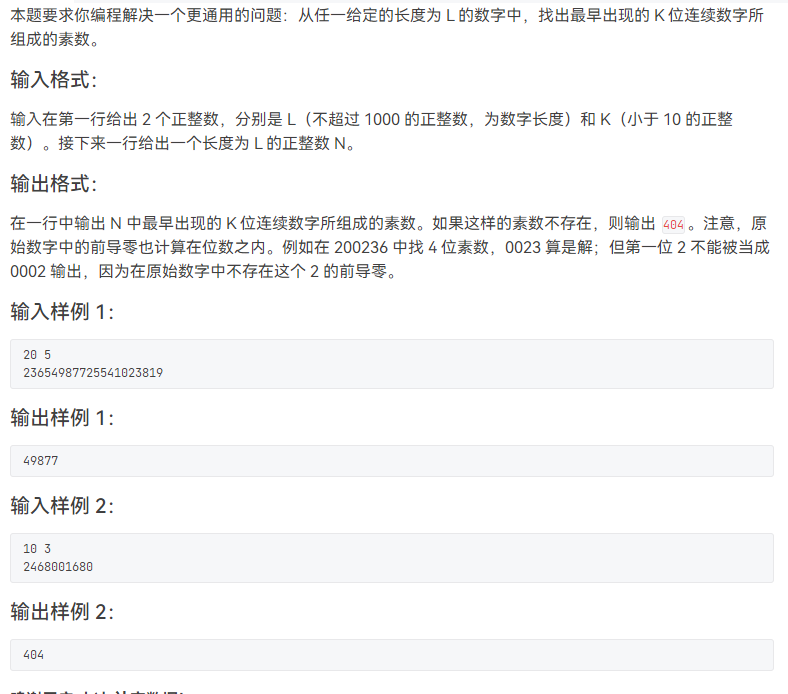 本题要求你编程解决一个更通用的问题：从任一给定的长度为 L 的数字中，找出最早出现的 K 位连续数字所
组成的素数。
输入格式：
输入在第一行给出 2 个正整数，分别是 L（不超过 1000 的正整数，为数字长度）和 K（小于 10 的正整
数）。接下来一行给出一个长度为 L 的正整数 N。
输出格式：
在一行中输出 N 中最早出现的 K 位连续数字所组成的素数。如果这样的素数不存在，则输出 404 。注意，原
始数字中的前导零也计算在位数之内。例如在 200236 中找 4 位素数，0023 算是解；但第一位 2 不能被当成
0002 输出，因为在原始数字中不存在这个 2 的前导零。
输入样例 1：
20 5
23654987725541023819
输出样例 1：
49877
输入样例 2：
10 3
2468001680
输出样例 2：
404